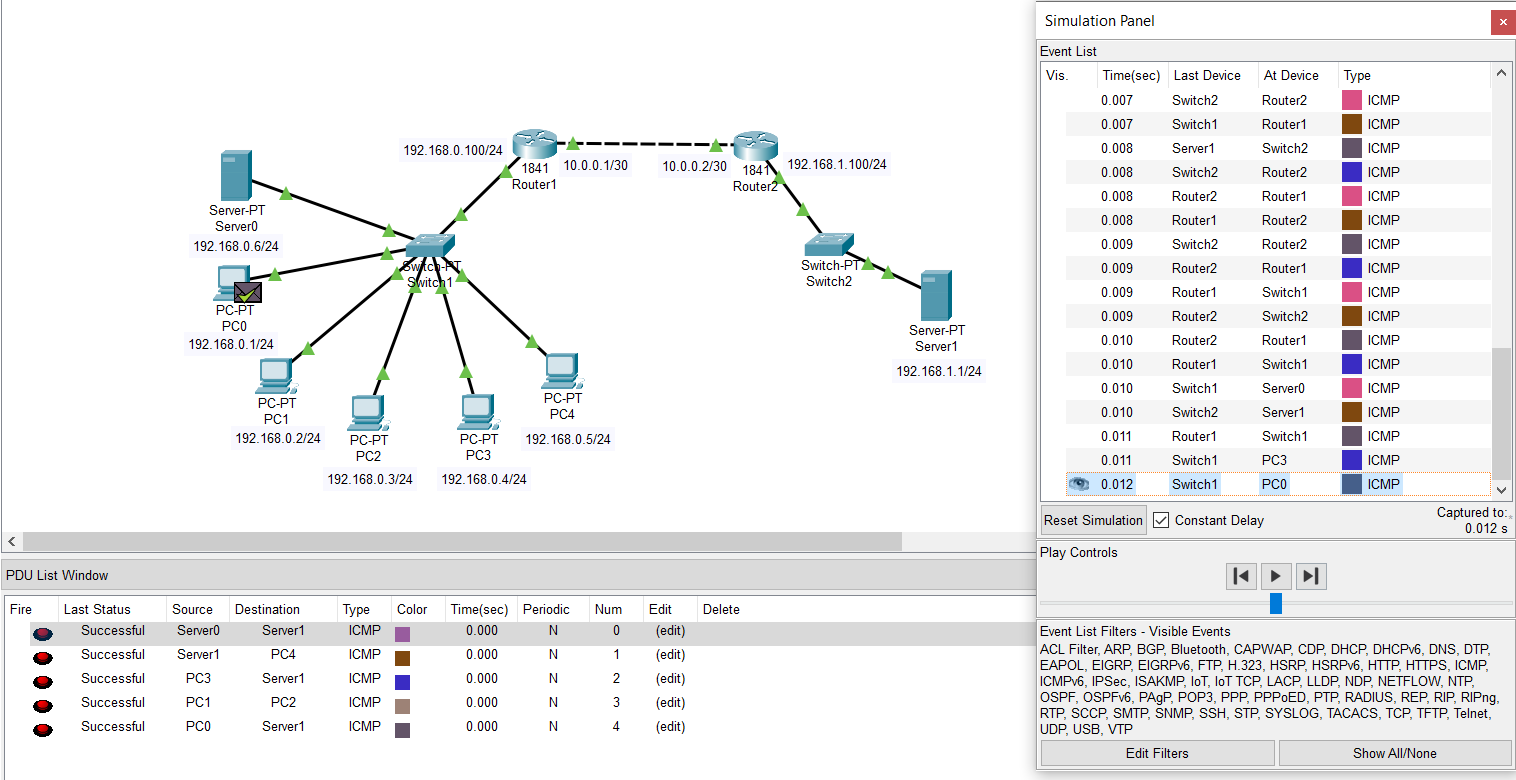 192.168.0.100/24
1841
Router1
10.0.0.1/30
10.0.0.2/30
1841
Router2
192.168.1.100/24
Server-PT
Server0
192.168.0.6/24
Switch-PT
Switch1
PC-PT
PC0
192.168.0.1/24
PC-PT
PC1
192.168.0.2/24
PC-PT
PC2
192.168.0.3/24
PC-PT
PC3
192.168.0.4/24
PC-PT
PC4
192.168.0.5/24
Switch-PT
Switch2
Server-PT
Server1
192.168.1.1/24
Simulation Panel
Event List
Vis. Time(sec) Last Device At Device Type
0.007 Switch2 Router2 ICMP
0.007 Switch1 Router1 ICMP
0.008 Server1 Switch2 ICMP
0.008 Switch2 Router2 ICMP
0.008 Router2 Router1 ICMP
0.008 Router1 Router2 ICMP
0.009 Switch2 Router2 ICMP
0.009 Router2 Router1 ICMP
0.009 Router1 Switch1 ICMP
0.009 Router2 Switch2 ICMP
0.010 Router2 Router1 ICMP
0.010 Router1 Switch1 ICMP
0.010 Switch1 Server0 ICMP
0.010 Switch2 Server1 ICMP
0.011 Router1 Switch1 ICMP
0.011 Switch1 PC3 ICMP
0.012 Switch1 PC0 ICMP
Reset Simulation Constant Delay
Captured to:
0.012 s
Play Controls
Event List Filters - Visible Events
ACL Filter, ARP, BGP, Bluetooth, CAPWAP, CDP, DHCP, DHCPv6, DNS, DTP,
EAPOL, EIGRP, EIGRPv6, FTP, H.323, HSRP, HSRPv6, HTTP, HTTPS, ICMP,
ICMPv6, IPSec, ISAKMP, IoT, IoT TCP, LACP, LLDP, NDP, NETFLOW, NTP,
OSPF, OSPFv6, PAgP, POP3, PPP, PPPoED, PTP, RADIUS, REP, RIP, RIPng,
RTP, SCCP, SMTP, SNMP, SSH, STP, SYSLOG, TACACS, TCP, TFTP, Telnet,
UDP, USB, VTP
Edit Filters Show All/None
PDU List Window
Fire Last Status Source Destination Type Color Time(sec) Periodic Num Edit Delete
Successful Server0 Server1 ICMP 0.000 N 0 (edit)
Successful Server1 PC4 ICMP 0.000 N 1 (edit)
Successful PC3 Server1 ICMP 0.000 N 2 (edit)
Successful PC1 PC2 ICMP 0.000 N 3 (edit)
Successful PC0 Server1 ICMP 0.000 N 4 (edit)